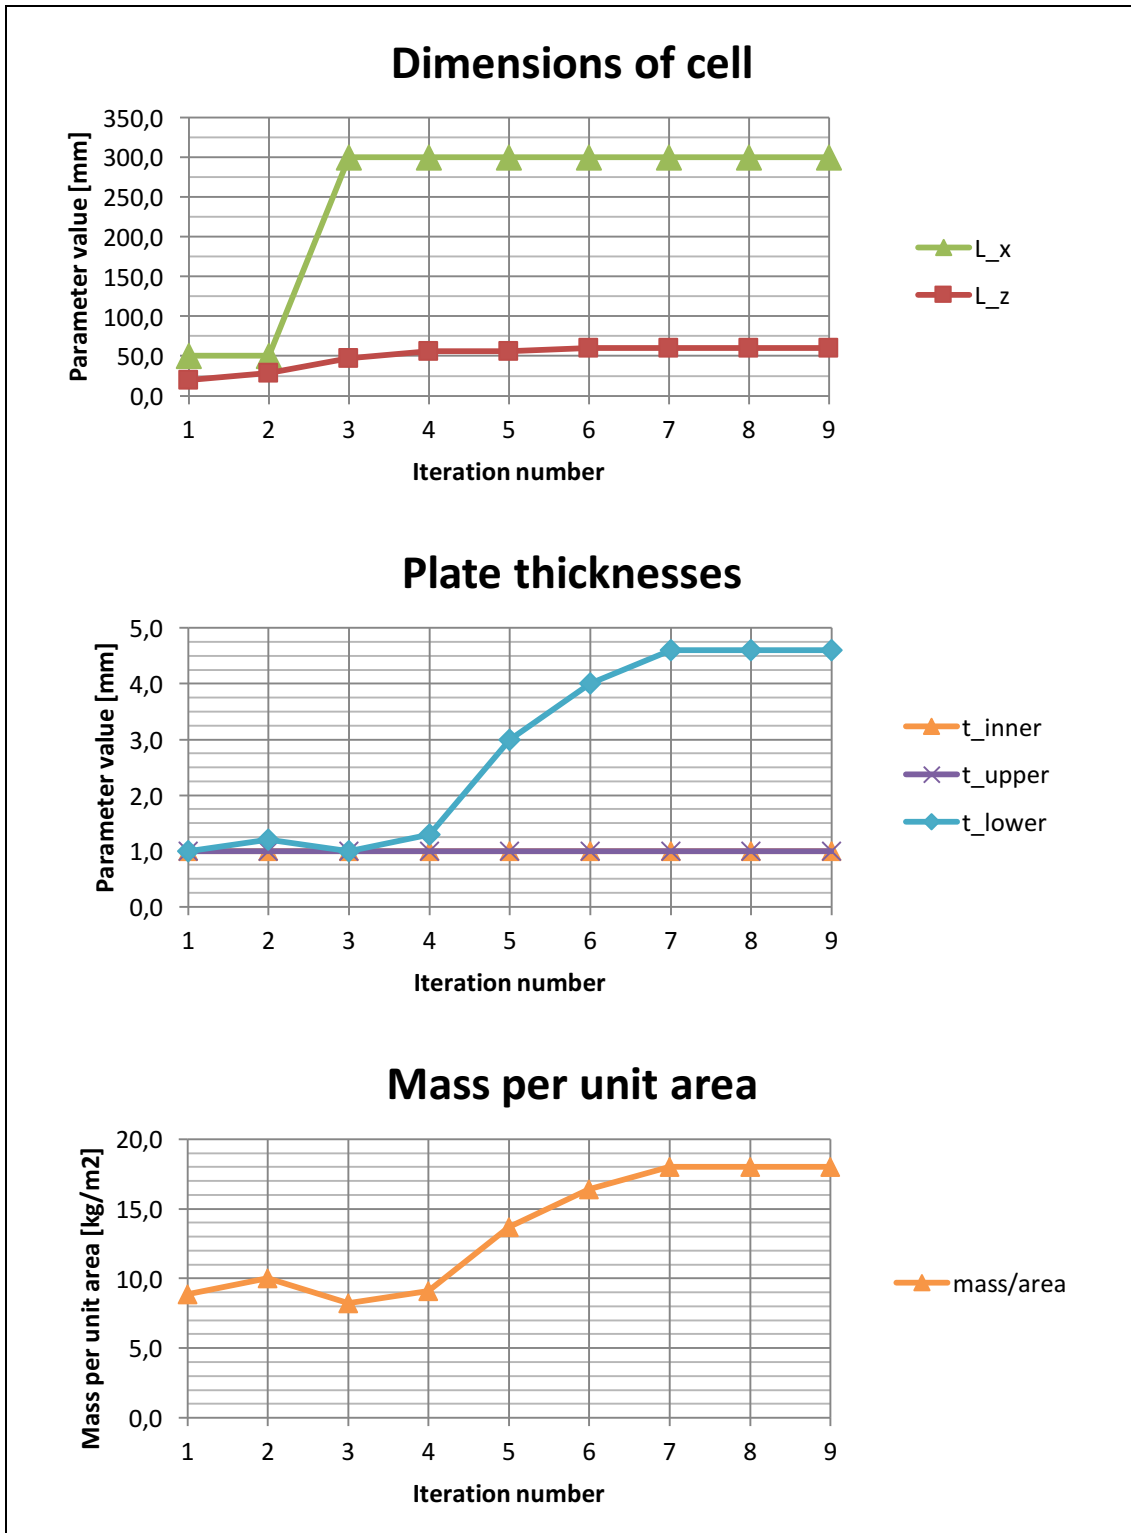 Dimensions of cell
350,0
300,0
250,0
200,0
150,0
100,0
50,0
0,0
Parameter value [mm]
1 2 3 4 5 6 7 8 9
Iteration number
L_x
L_z
Plate thicknesses
5,0
4,0
3,0
2,0
1,0
0,0
Parameter value [mm]
1 2 3 4 5 6 7 8 9
Iteration number
t_inner
t_upper
t_lower
Mass per unit area
20,0
15,0
10,0
5,0
0,0
Mass per unit area [kg/m2]
1 2 3 4 5 6 7 8 9
Iteration number
mass/area